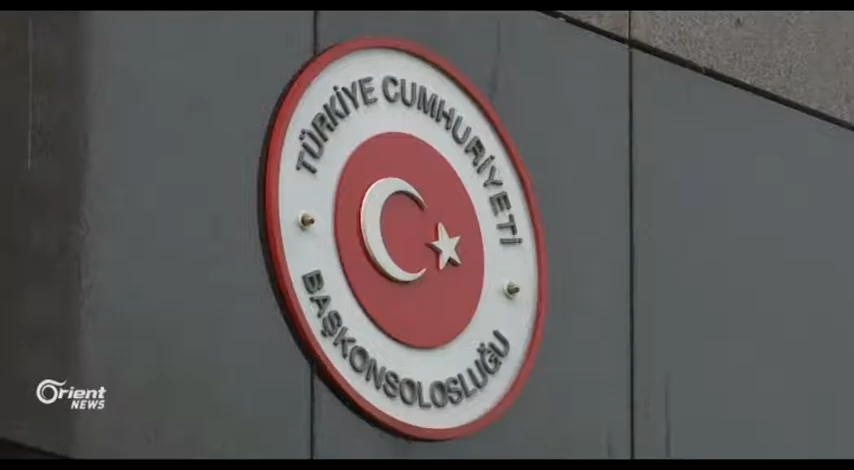 TÜRKİYE CUMHURİYETİ
BAŞKONSOLOSLUĞU
Orient
NEWS